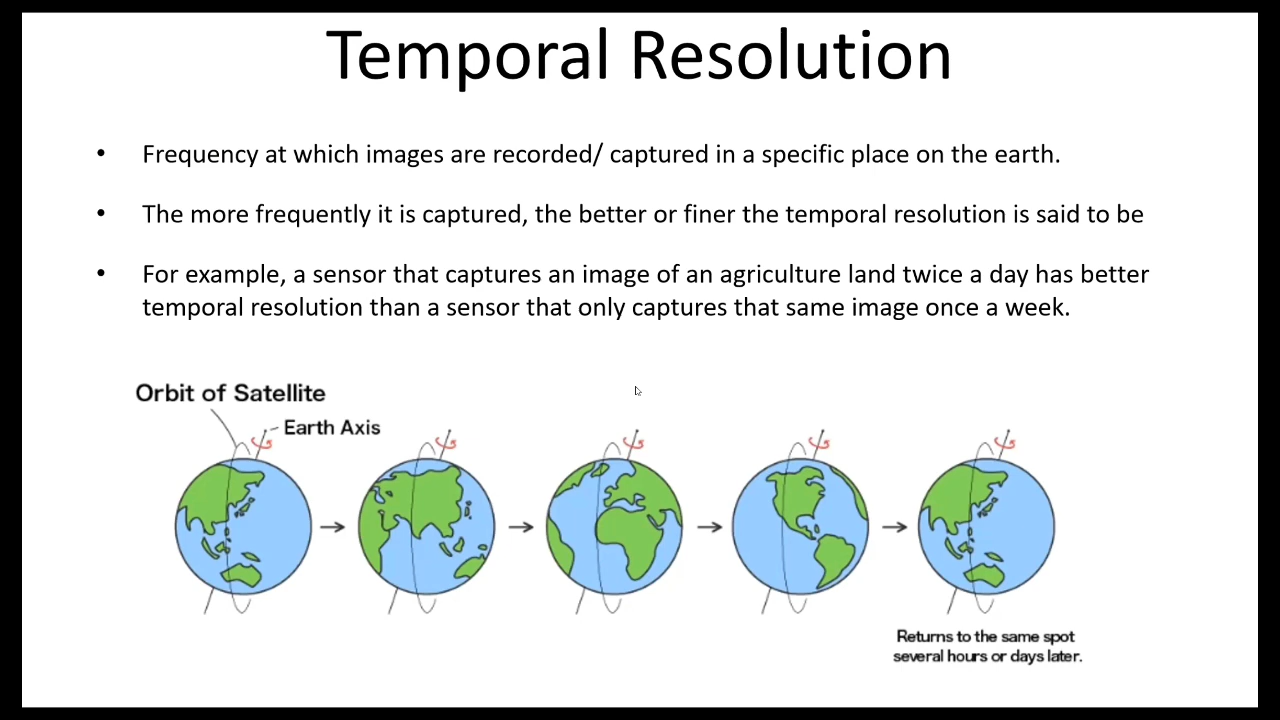 Temporal Resolution
• Frequency at which images are recorded/ captured in a specific place on the earth.
• The more frequently it is captured, the better or finer the temporal resolution is said to be
• For example, a sensor that captures an image of an agriculture land twice a day has better
temporal resolution than a sensor that only captures that same image once a week.
Orbit of Satellite
Earth Axis
Returns to the same spot
several hours or days later.